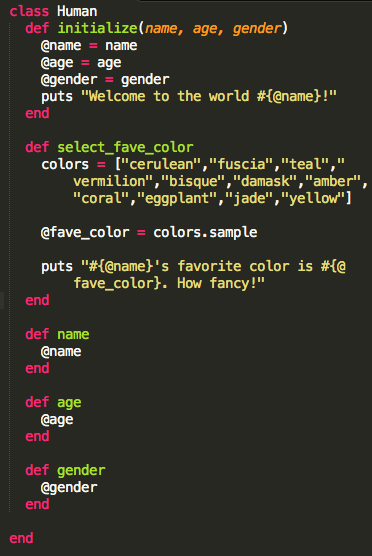 class Human
  def initialize(name, age, gender)
    @name = name
    @age = age
    @gender = gender
    puts "Welcome to the world #{@name}!"
  end

  def select_fave_color
    colors = ["cerulean","fuscia","teal","
        vermilion","bisque","damask","amber",
        "coral","eggplant","jade","yellow"]

    @fave_color = colors.sample

    puts "#{@name}'s favorite color is #{@
        fave_color}. How fancy!"
  end

  def name
    @name
  end

  def age
    @age
  end

  def gender
    @gender
  end

end